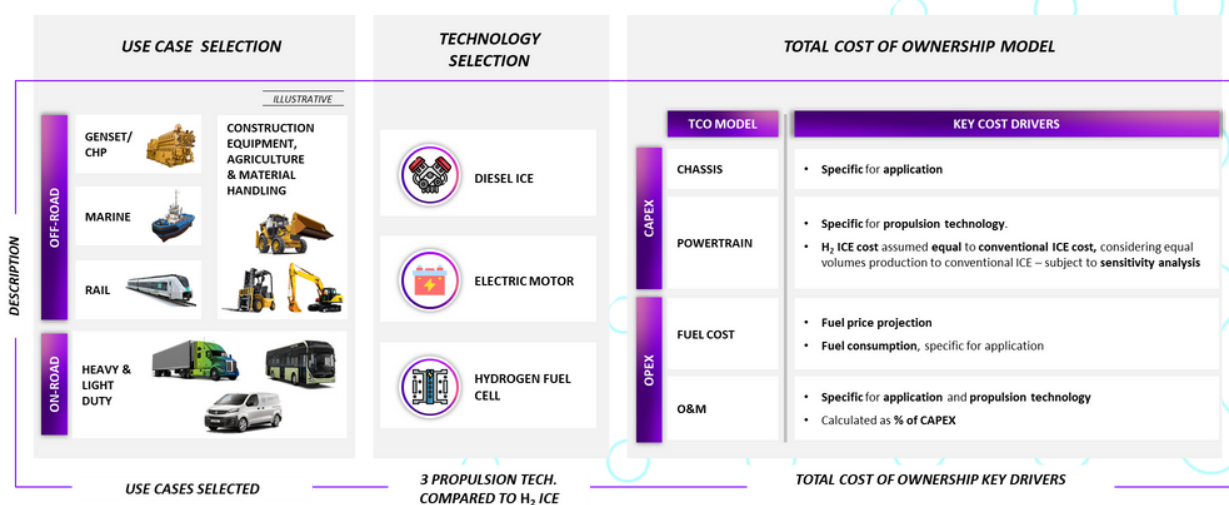 USE CASE SELECTION
TECHNOLOGY
SELECTION
TOTAL COST OF OWNERSHIP MODEL
DESCRIPTION
ILLUSTRATIVE
OFF-ROAD
GENSET/
CHP
MARINE
RAIL
CONSTRUCTION
EQUIPMENT,
AGRICULTURE
& MATERIAL
HANDLING
ON-ROAD
HEAVY &
LIGHT
DUTY
DIESEL ICE
ELECTRIC MOTOR
HYDROGEN FUEL
CELL
TCO MODEL
KEY COST DRIVERS
CAPEX
CHASSIS
• Specific for application
POWERTRAIN
• Specific for propulsion technology.
• H₂ ICE cost assumed equal to conventional ICE cost, considering equal
volumes production to conventional ICE – subject to sensitivity analysis
OPEX
FUEL COST
• Fuel price projection
• Fuel consumption, specific for application
O&M
• Specific for application and propulsion technology
• Calculated as % of CAPEX
USE CASES SELECTED
3 PROPULSION TECH.
COMPARED TO H₂ ICE
TOTAL COST OF OWNERSHIP KEY DRIVERS